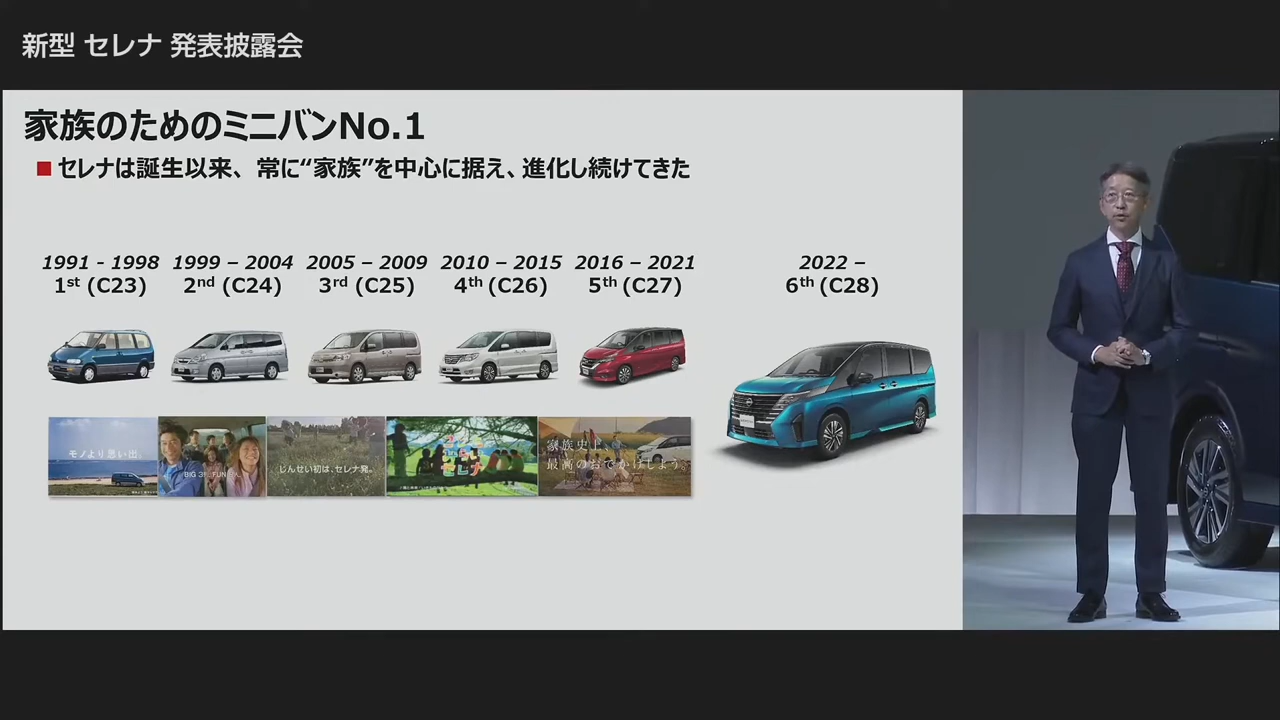 新型 セレナ 発表披露会
家族のためのミニバンNo.1
セレナは誕生以来、常に“家族”を中心に据え、進化し続けてきた
1991 - 1998
1st (C23)
1999 – 2004
2nd (C24)
2005 – 2009
3rd (C25)
2010 – 2015
4th (C26)
2016 – 2021
5th (C27)
2022 –
6th (C28)
モノより思い出。
じんせい初は、セレナ発。
セレナ
家族史上、
最高のおでかけしよう。